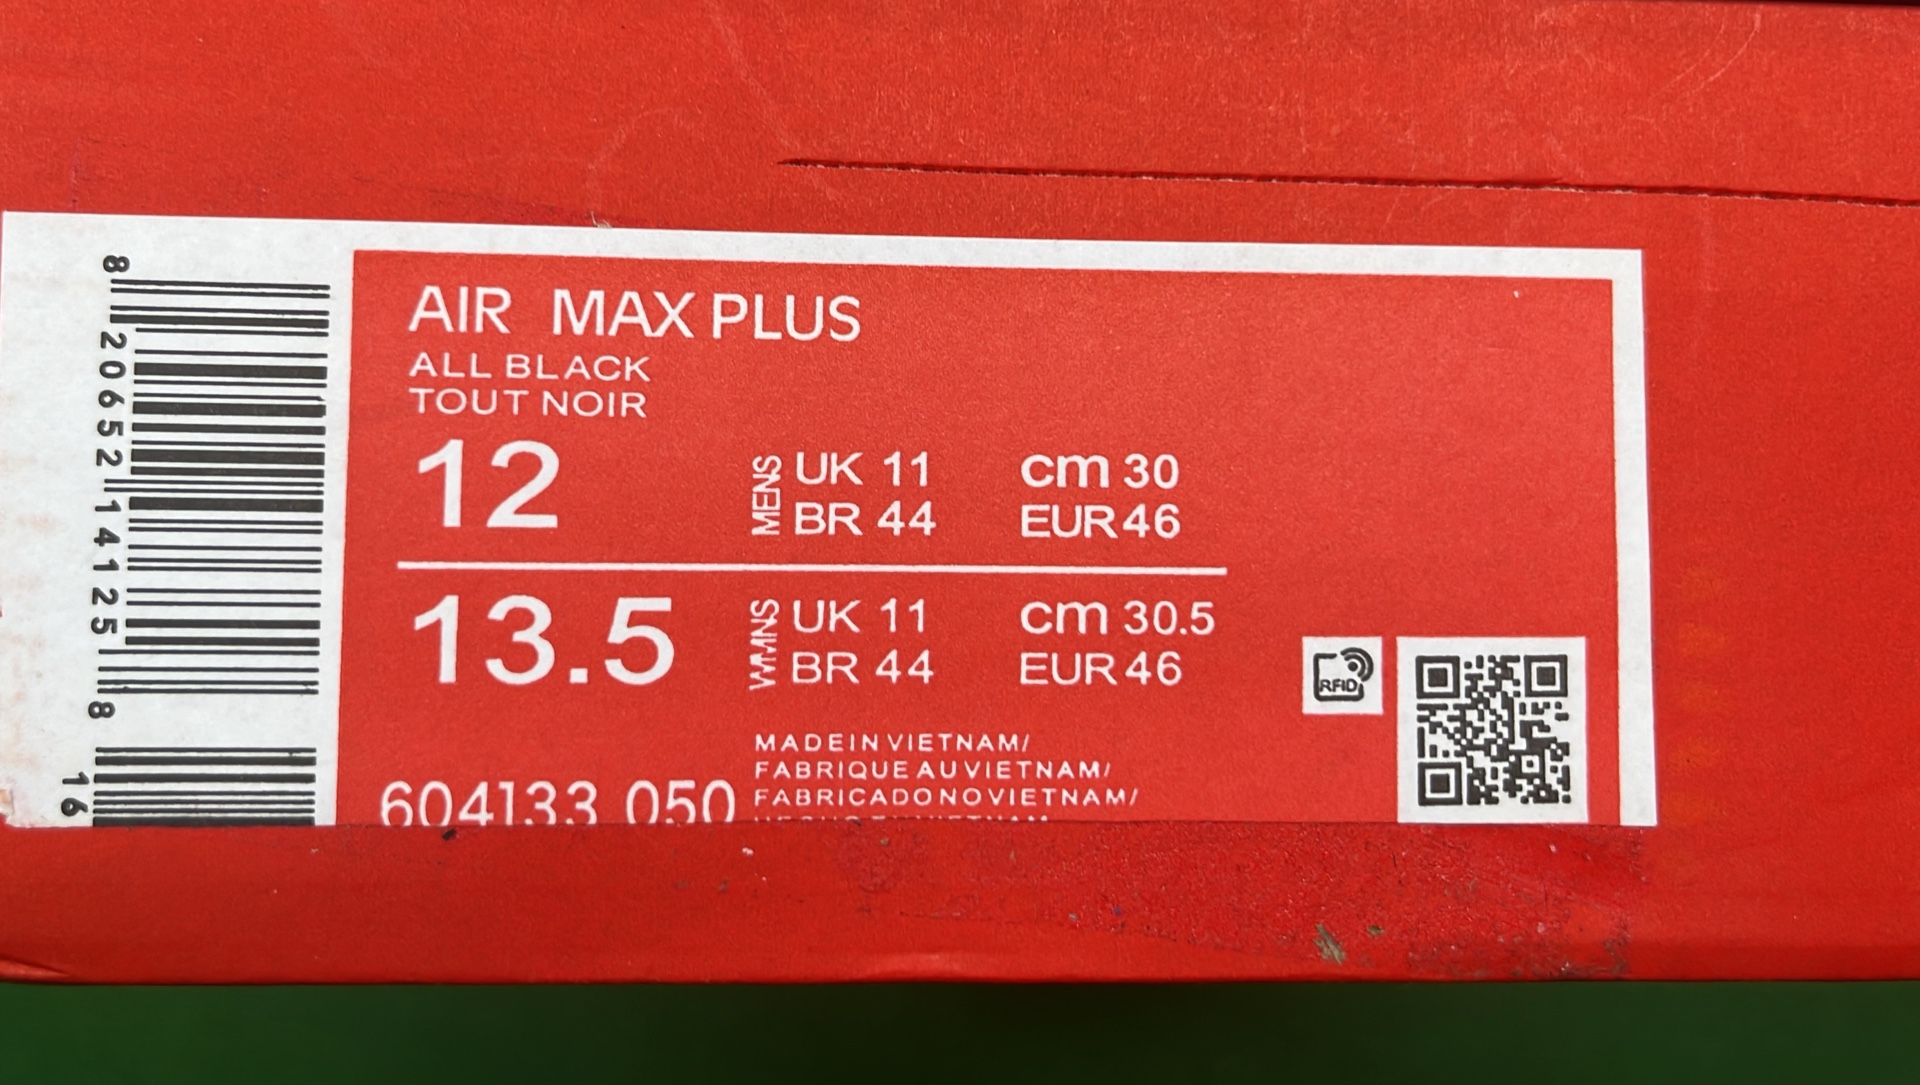 8 20652 14125 8
16
AIR MAX PLUS
ALL BLACK
TOUT NOIR
12
MENS
UK 11 cm 30
BR 44 EUR 46
13.5
WMNS
UK 11 cm 30.5
BR 44 EUR 46
MADE IN VIETNAM/
FABRIQUE AU VIETNAM/
FABRICADO NO VIETNAM/
604133 050
RFID